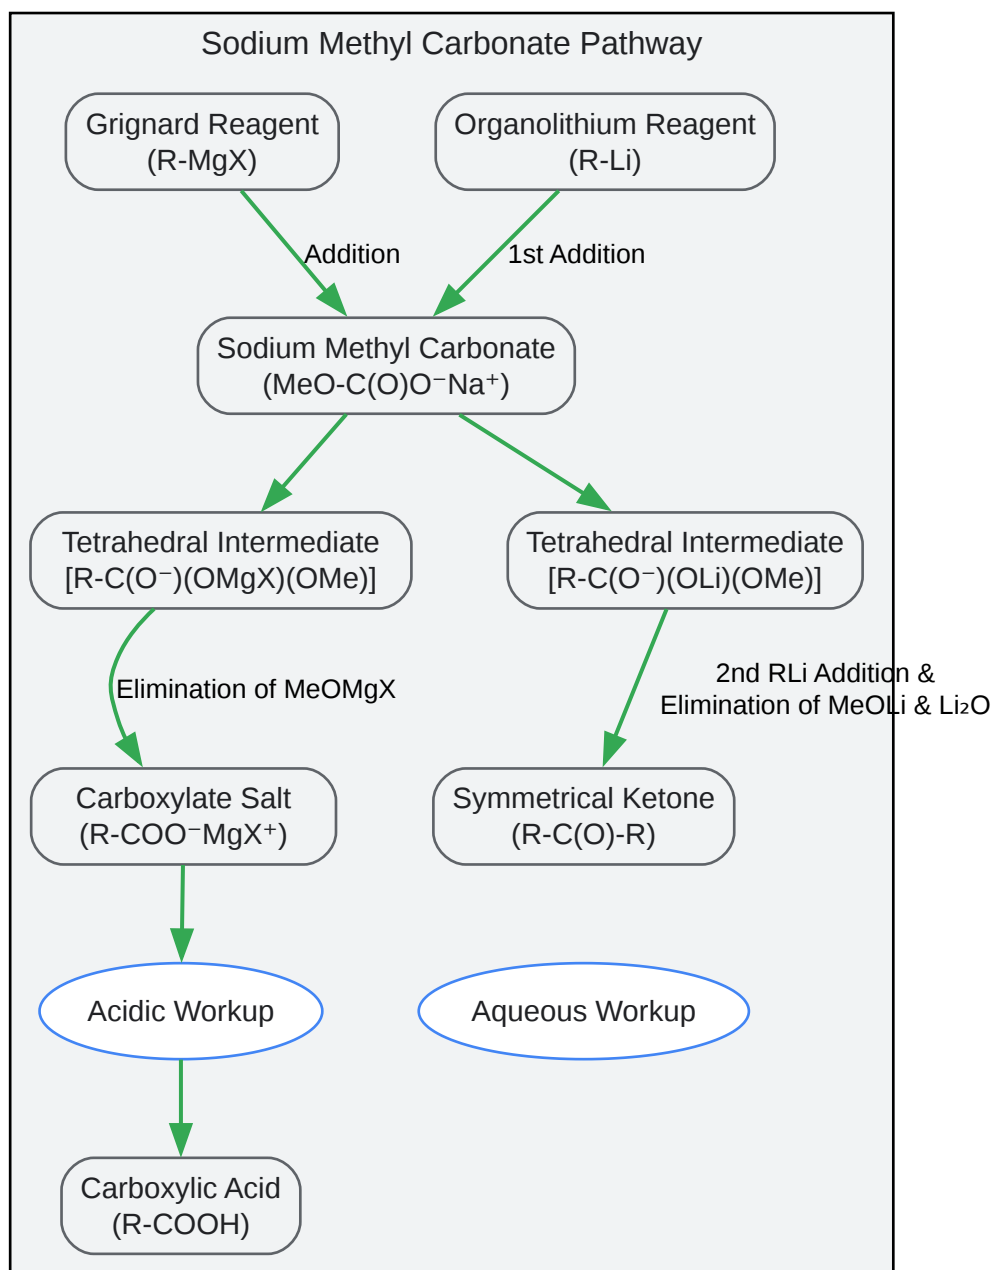 Sodium Methyl Carbonate Pathway
Grignard Reagent
(R-MgX)
Organolithium Reagent
(R-Li)
Addition
1st Addition
Sodium Methyl Carbonate
(MeO-C(O)O⁻Na⁺)
Tetrahedral Intermediate
[R-C(O⁻)(OMgX)(OMe)]
Tetrahedral Intermediate
[R-C(O⁻)(OLi)(OMe)]
Elimination of MeOMgX
2nd RLi Addition &
Elimination of MeOLi & Li₂O
Carboxylate Salt
(R-COO⁻MgX⁺)
Symmetrical Ketone
(R-C(O)-R)
Acidic Workup
Aqueous Workup
Carboxylic Acid
(R-COOH)